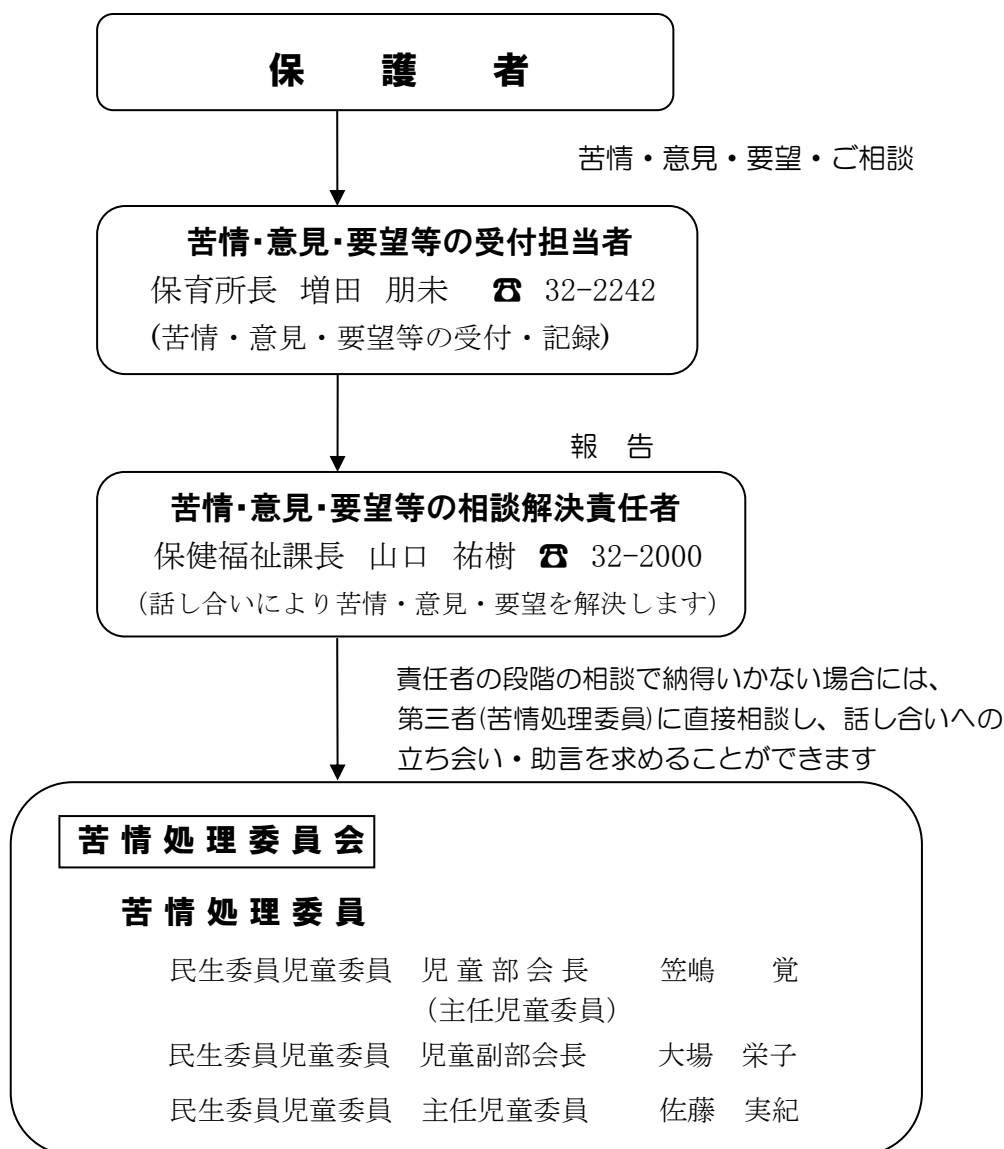 保 護 者
苦情・意見・要望・ご相談
苦情・意見・要望等の受付担当者
保育所長 増田 朋未 ☎ 32-2242
(苦情・意見・要望等の受付・記録)
報 告
苦情・意見・要望等の相談解決責任者
保健福祉課長 山口 祐樹 ☎ 32-2000
(話し合いにより苦情・意見・要望を解決します)
責任者の段階の相談で納得いかない場合には、
第三者(苦情処理委員)に直接相談し、話し合いへの
立ち会い・助言を求めることができます
苦 情 処 理 委 員 会
苦 情 処 理 委 員
民生委員児童委員 児 童 部 会 長 笠嶋 覚
(主任児童委員)
民生委員児童委員 児童副部会長 大場 栄子
民生委員児童委員 主任児童委員 佐藤 実紀